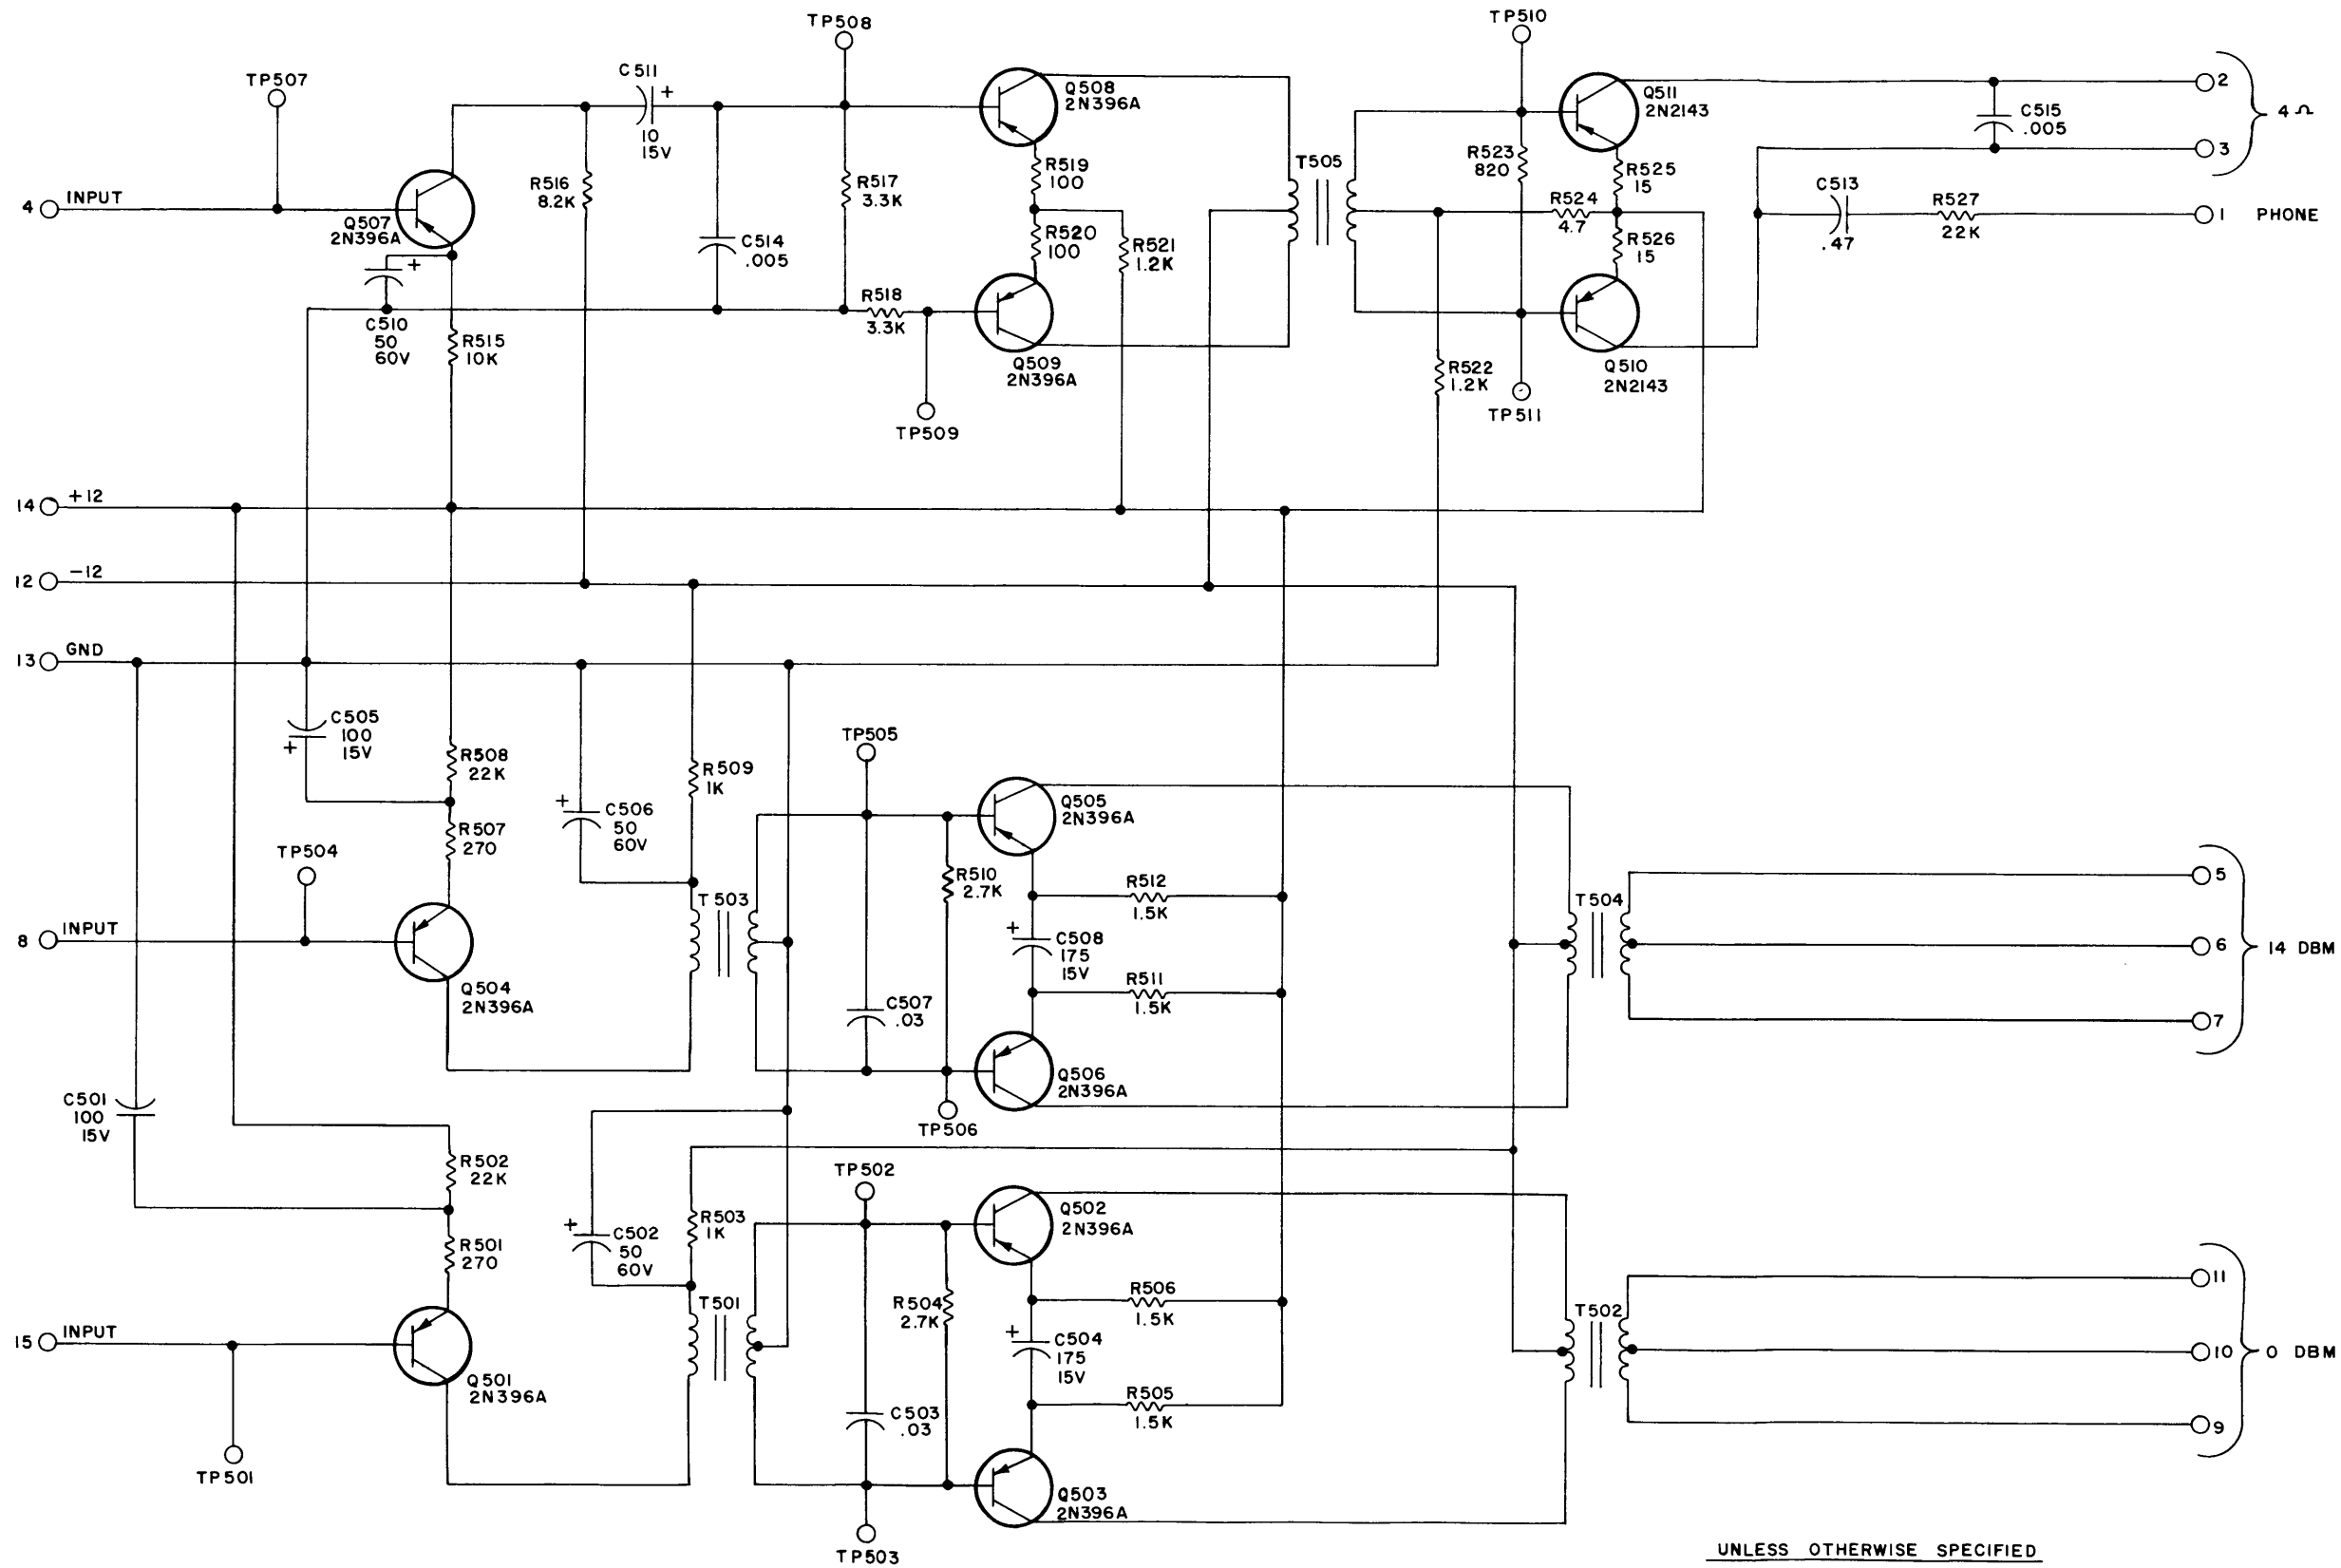 TP508
TP510
C511
+
10
15V
TP507
Q508
2N396A
Q511
2N2143
2
C515
.005
4 Ω
3
4 INPUT
Q507
2N396A
R516
8.2K
R517
3.3K
R519
100
T505
R523
820
R525
15
C513
.47
R527
22K
1 PHONE
R524
4.7
+
C514
.005
R520
100
R521
1.2K
R526
15
C510
50
60V
R515
10K
R518
3.3K
Q509
2N396A
R522
1.2K
Q510
2N2143
TP509
TP511
14 +12
12 -12
13 GND
C505
100
15V
+
R508
22K
R509
1K
TP505
+
C506
50
60V
Q505
2N396A
R507
270
TP504
R510
2.7K
R512
1.5K
5
T503
T504
8 INPUT
+
C508
175
15V
6
14 DBM
Q504
2N396A
R511
1.5K
C507
.03
7
Q506
2N396A
C501
100
15V
TP506
R502
22K
TP502
R503
1K
Q502
2N396A
+
C502
50
60V
R501
270
11
T501
R504
2.7K
R506
1.5K
T502
15 INPUT
+
C504
175
15V
10
0 DBM
Q501
2N396A
R505
1.5K
C503
.03
9
TP501
Q503
2N396A
TP503
UNLESS OTHERWISE SPECIFIED